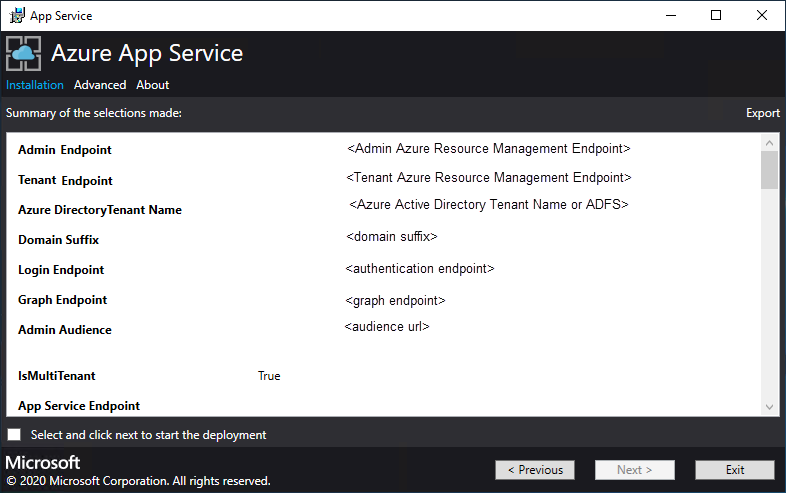 App Service
Azure App Service
Installation Advanced About
Summary of the selections made: Export
Admin Endpoint <Admin Azure Resource Management Endpoint>
Tenant Endpoint <Tenant Azure Resource Management Endpoint>
Azure DirectoryTenant Name <Azure Active Directory Tenant Name or ADFS>
Domain Suffix <domain suffix>
Login Endpoint <authentication endpoint>
Graph Endpoint <graph endpoint>
Admin Audience <audience url>
IsMultiTenant True
App Service Endpoint
Select and click next to start the deployment
Microsoft
© 2020 Microsoft Corporation. All rights reserved.
< Previous Next > Exit